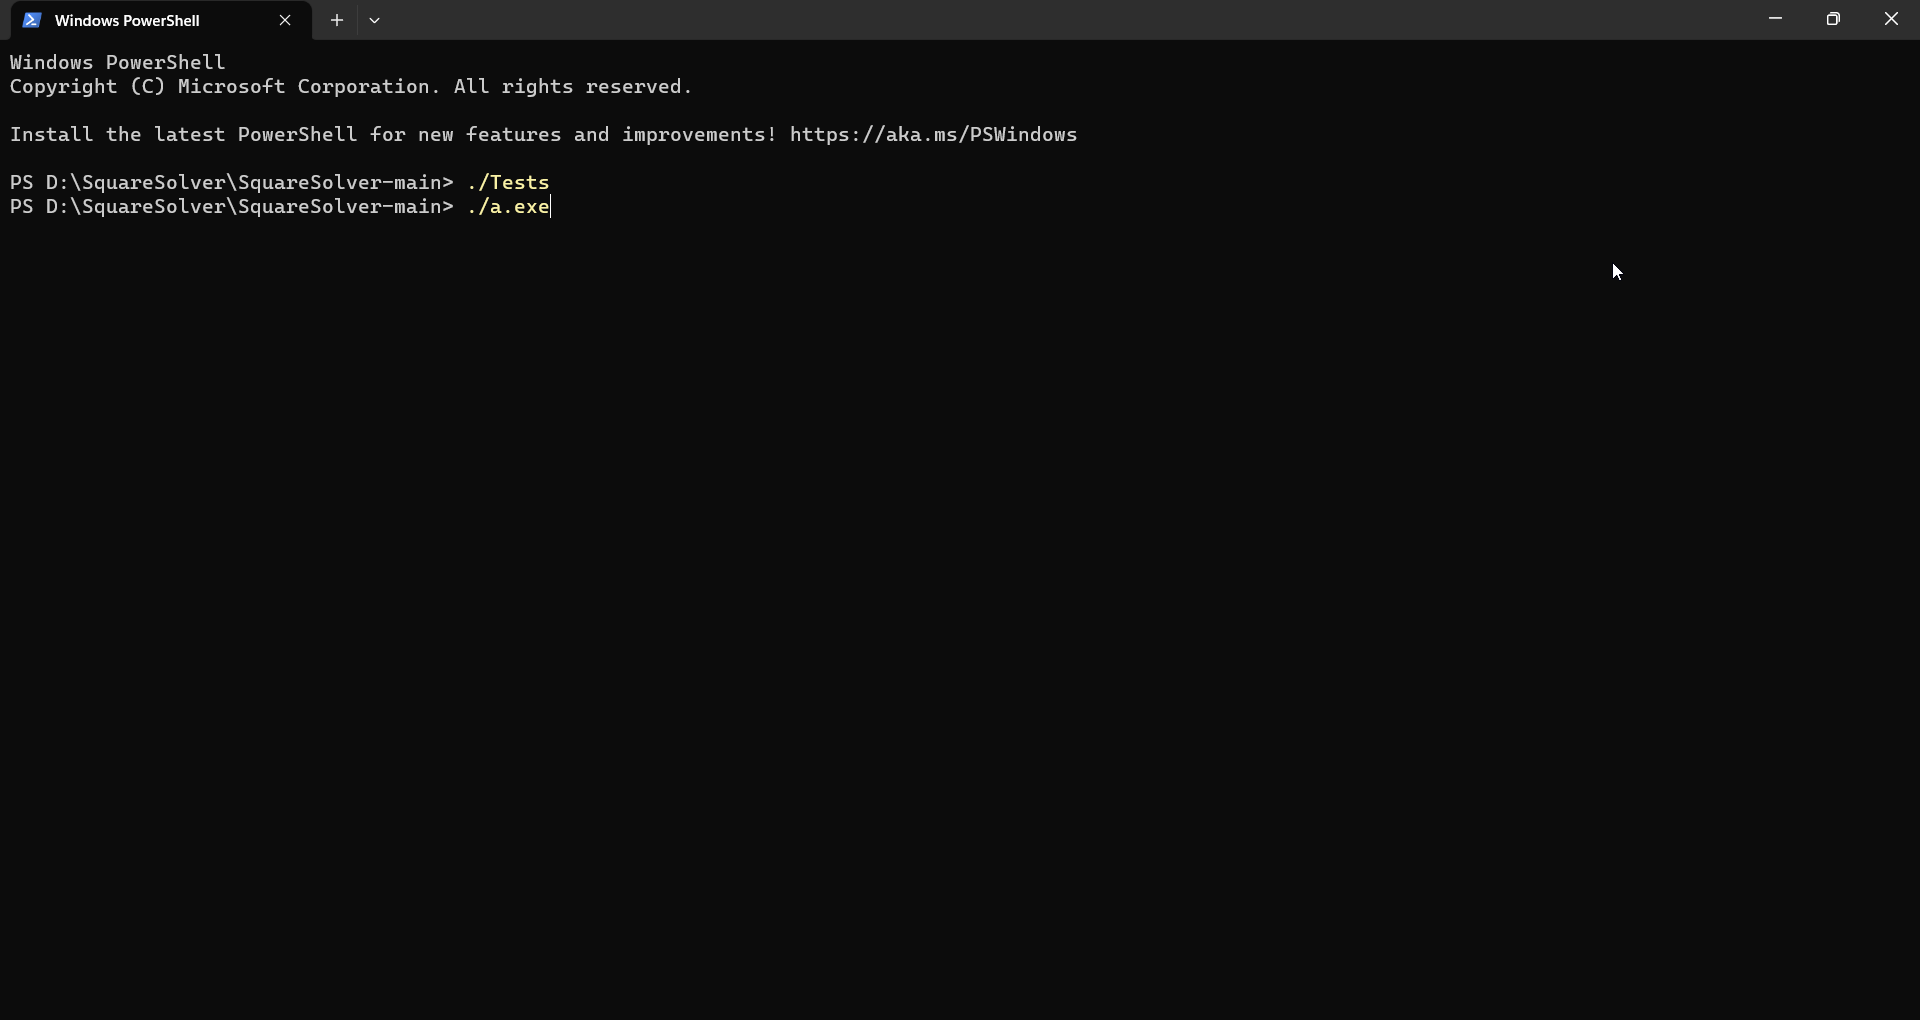 Windows PowerShell
Windows PowerShell
Copyright (C) Microsoft Corporation. All rights reserved.
Install the latest PowerShell for new features and improvements! https://aka.ms/PSWindows
PS D:\SquareSolver\SquareSolver-main> ./Tests
PS D:\SquareSolver\SquareSolver-main> ./a.exe